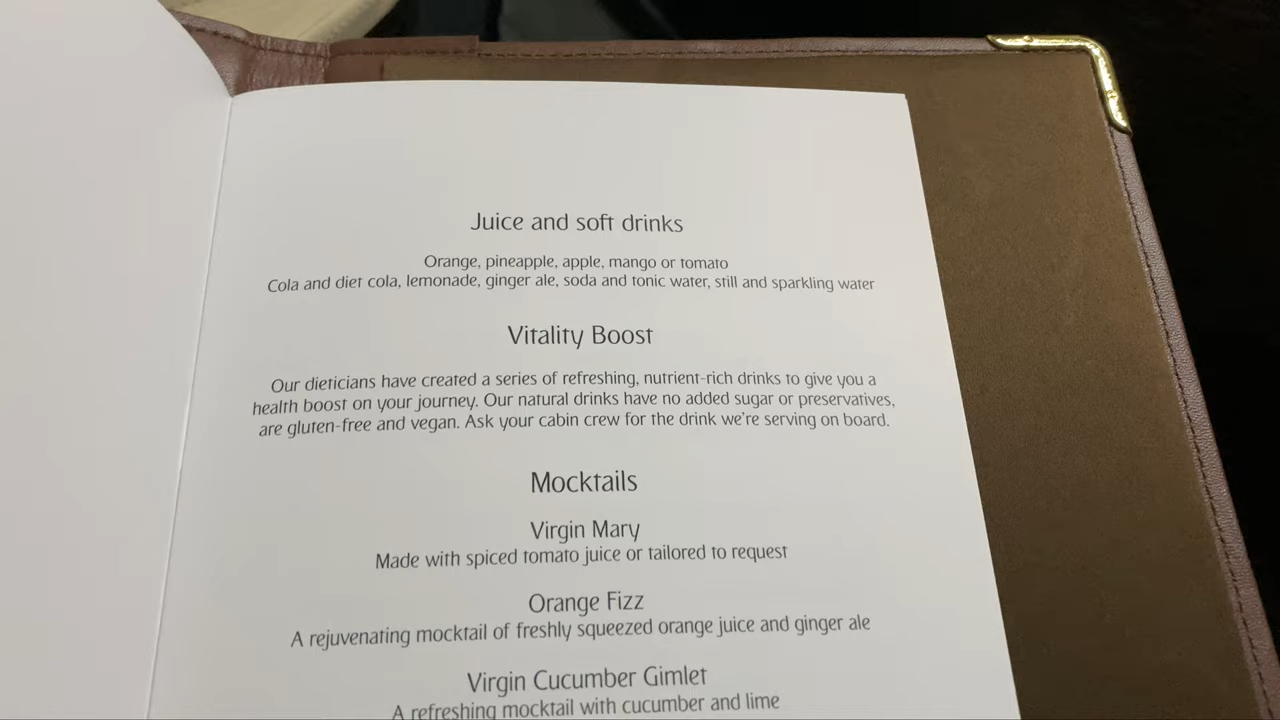 Juice and soft drinks
Orange, pineapple, apple, mango or tomato
Cola and diet cola, lemonade, ginger ale, soda and tonic water, still and sparkling water
Vitality Boost
Our dieticians have created a series of refreshing, nutrient-rich drinks to give you a
health boost on your journey. Our natural drinks have no added sugar or preservatives,
are gluten-free and vegan. Ask your cabin crew for the drink we're serving on board.
Mocktails
Virgin Mary
Made with spiced tomato juice or tailored to request
Orange Fizz
A rejuvenating mocktail of freshly squeezed orange juice and ginger ale
Virgin Cucumber Gimlet
A refreshing mocktail with cucumber and lime